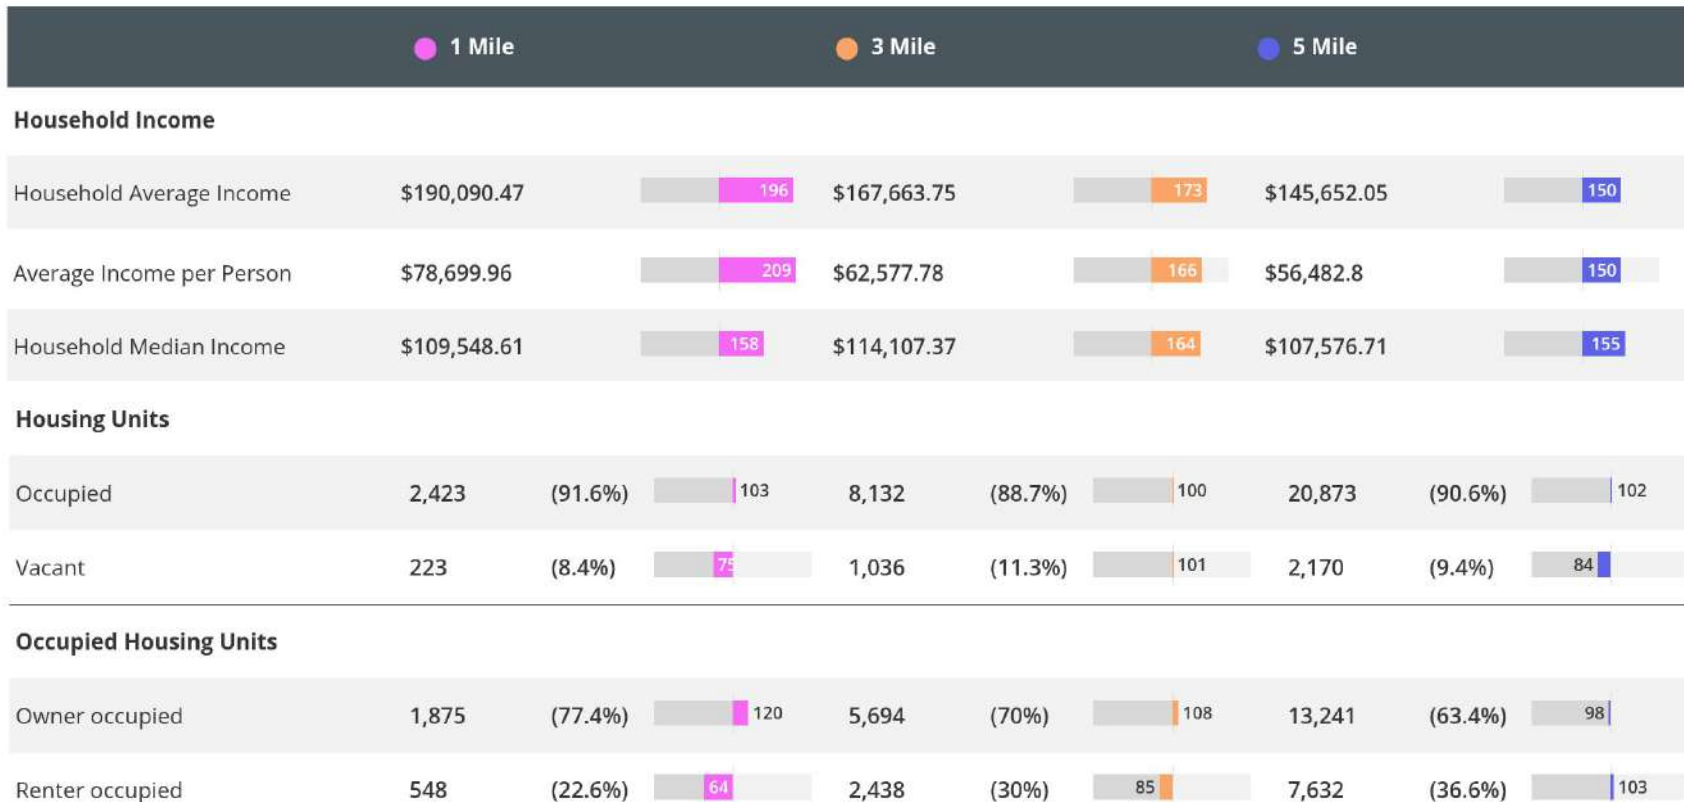 1 Mile 3 Mile 5 Mile
Household Income
Household Average Income $190,090.47 196 $167,663.75 173 $145,652.05 150
Average Income per Person $78,699.96 209 $62,577.78 166 $56,482.8 150
Household Median Income $109,548.61 158 $114,107.37 164 $107,576.71 155
Housing Units
Occupied 2,423 (91.6%) 103 8,132 (88.7%) 100 20,873 (90.6%) 102
Vacant 223 (8.4%) 75 1,036 (11.3%) 101 2,170 (9.4%) 84
Occupied Housing Units
Owner occupied 1,875 (77.4%) 120 5,694 (70%) 108 13,241 (63.4%) 98
Renter occupied 548 (22.6%) 64 2,438 (30%) 85 7,632 (36.6%) 103